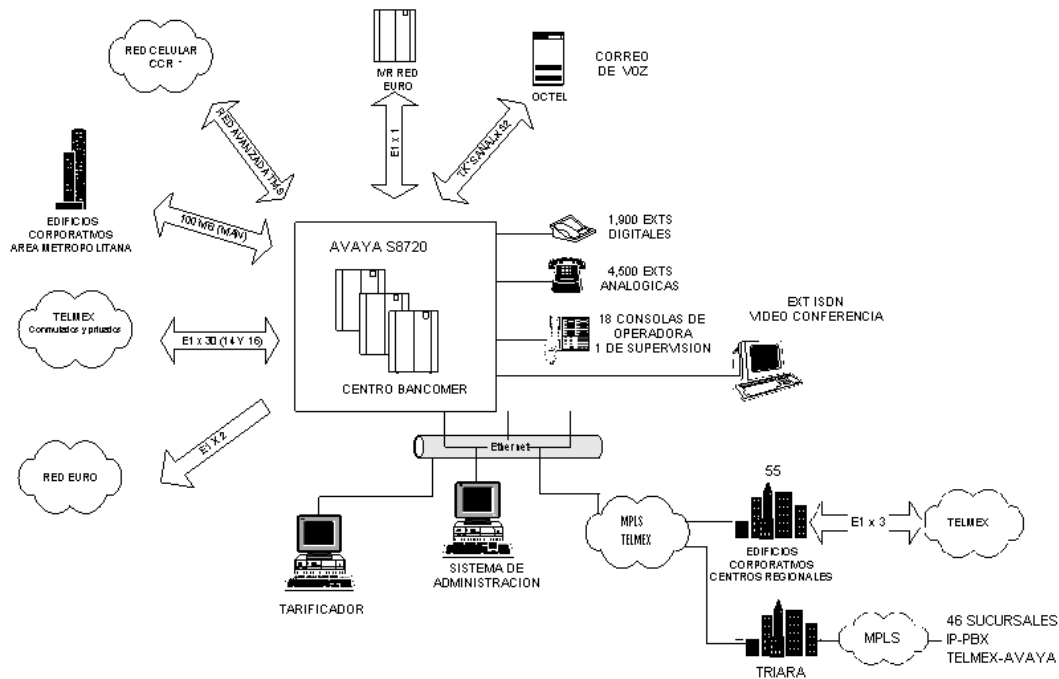 RED CELULAR
CCR
IVR RED
EURO
OCTEL
CORREO
DE VOZ
RED AVANZADA TMS
E1 x 1
EDIFICIOS
CORPORATIVOS
AREA METROPOLITANA
100 MB (MAN)
AVAYA S8720
CENTRO BANCOMER
1,900 EXTS
DIGITALES
4,500 EXTS
ANALOGICAS
18 CONSOLAS DE
OPERADORA
1 DE SUPERVISION
EXT ISDN
VIDEO CONFERENCIA
TELMEX
Conmutados y privados
E1 x 30 (14 Y 16)
RED EURO
E1 X 2
Ethernet
TARIFICADOR
SISTEMA DE
ADMINISTRACION
MPLS
TELMEX
55
EDIFICIOS
CORPORATIVOS
CENTROS REGIONALES
E1 x 3
TELMEX
TRIARA
MPLS
46 SUCURSALES
IP-PBX
TELMEX-AVAYA